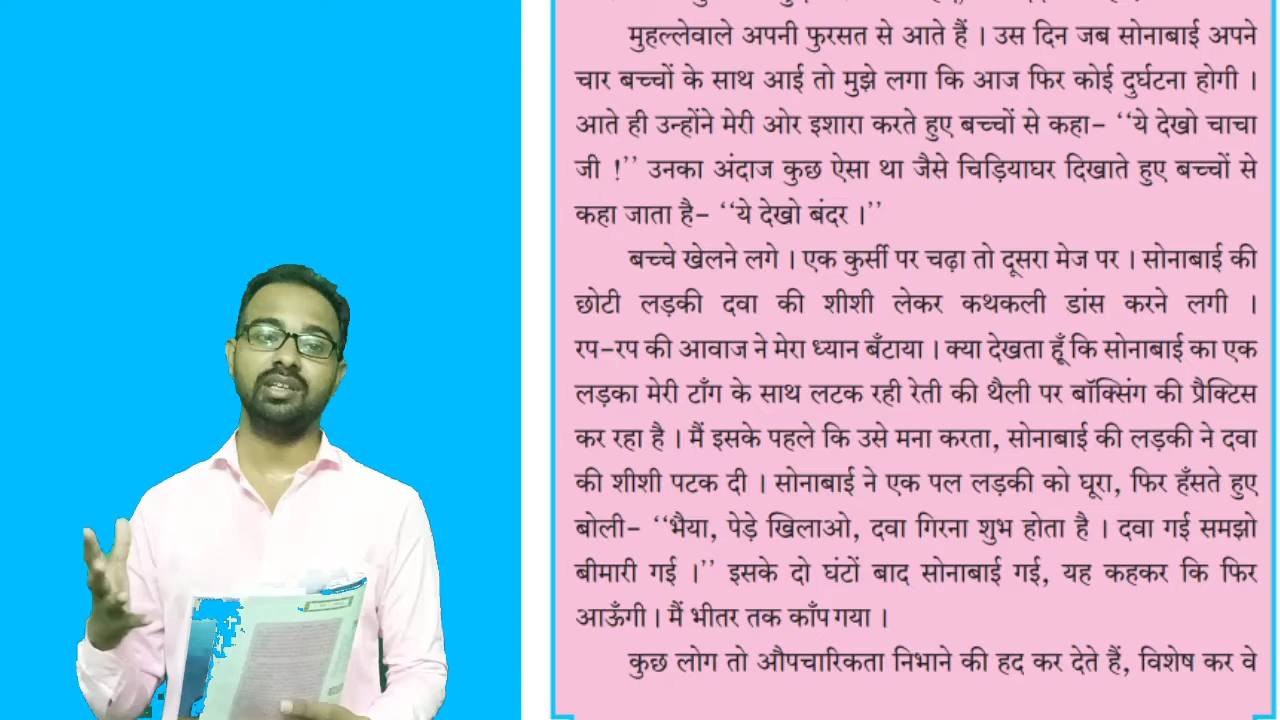 मुहल्लेवाले अपनी फुरसत से आते हैं । उस दिन जब सोनाबाई अपने
चार बच्चों के साथ आई तो मुझे लगा कि आज फिर कोई दुर्घटना होगी ।
आते ही उन्होंने मेरी ओर इशारा करते हुए बच्चों से कहा- ‘‘ये देखो चाचा
जी !’’ उनका अंदाज कुछ ऐसा था जैसे चिड़ियाघर दिखाते हुए बच्चों से
कहा जाता है- ‘‘ये देखो बंदर ।’’
बच्चे खेलने लगे । एक कुर्सी पर चढ़ा तो दूसरा मेज पर । सोनाबाई की
छोटी लड़की दवा की शीशी लेकर कथकली डांस करने लगी ।
रप-रप की आवाज ने मेरा ध्यान बँटाया । क्या देखता हूँ कि सोनाबाई का एक
लड़का मेरी टाँग के साथ लटक रही रेती की थैली पर बॉक्सिंग की प्रैक्टिस
कर रहा है । मैं इसके पहले कि उसे मना करता, सोनाबाई की लड़की ने दवा
की शीशी पटक दी । सोनाबाई ने एक पल लड़की को घूरा, फिर हँसते हुए
बोली- ‘‘भैया, पेड़े खिलाओ, दवा गिरना शुभ होता है । दवा गई समझो
बीमारी गई ।’’ इसके दो घंटों बाद सोनाबाई गई, यह कहकर कि फिर
आऊँगी । मैं भीतर तक काँप गया ।
कुछ लोग तो औपचारिकता निभाने की हद कर देते हैं, विशेष कर वे